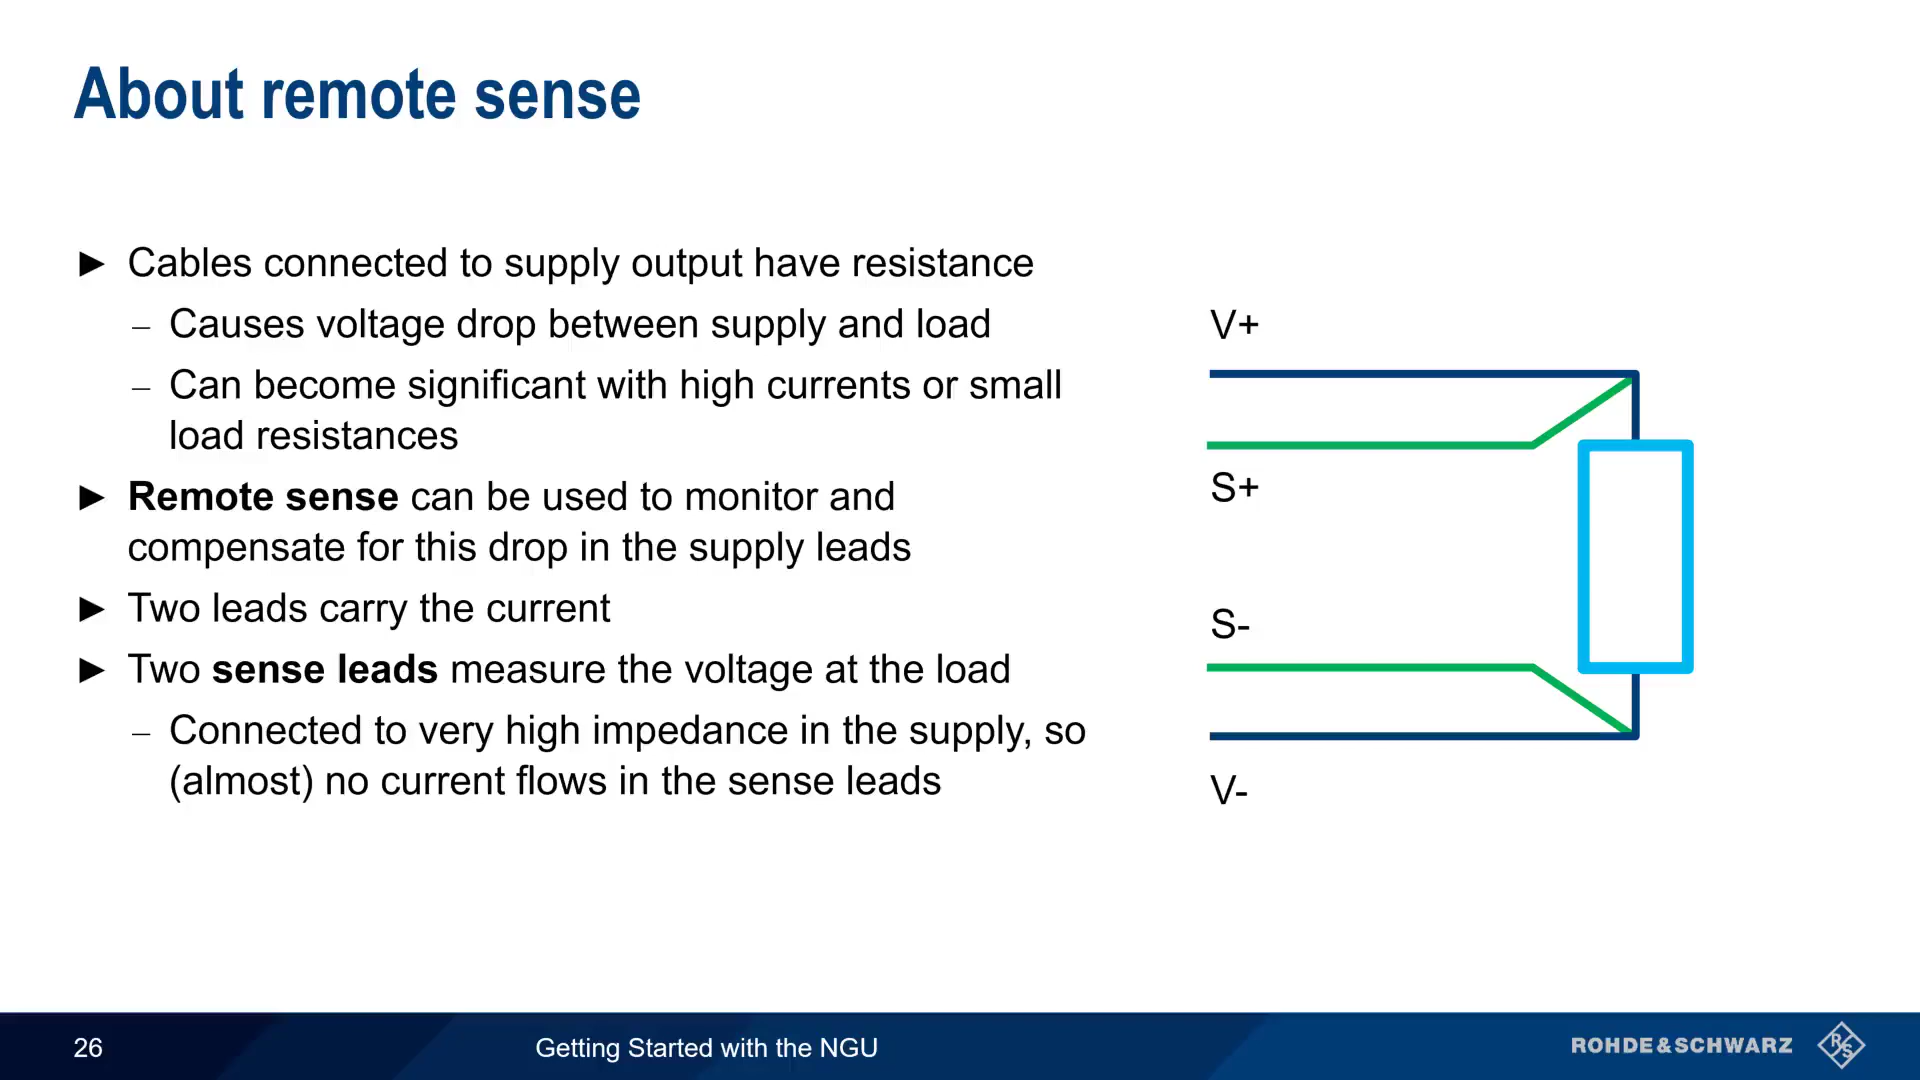 About remote sense
► Cables connected to supply output have resistance
– Causes voltage drop between supply and load
– Can become significant with high currents or small
load resistances
► Remote sense can be used to monitor and
compensate for this drop in the supply leads
► Two leads carry the current
► Two sense leads measure the voltage at the load
– Connected to very high impedance in the supply, so
(almost) no current flows in the sense leads
V+
S+
S-
V-
26
Getting Started with the NGU
ROHDE&SCHWARZ
R&S